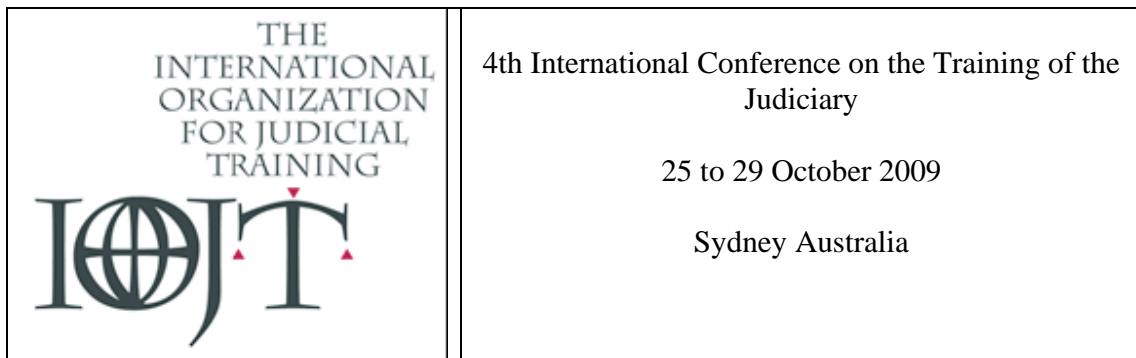 THE
INTERNATIONAL
ORGANIZATION
FOR JUDICIAL
TRAINING
IOJT
4th International Conference on the Training of the
Judiciary
25 to 29 October 2009
Sydney Australia